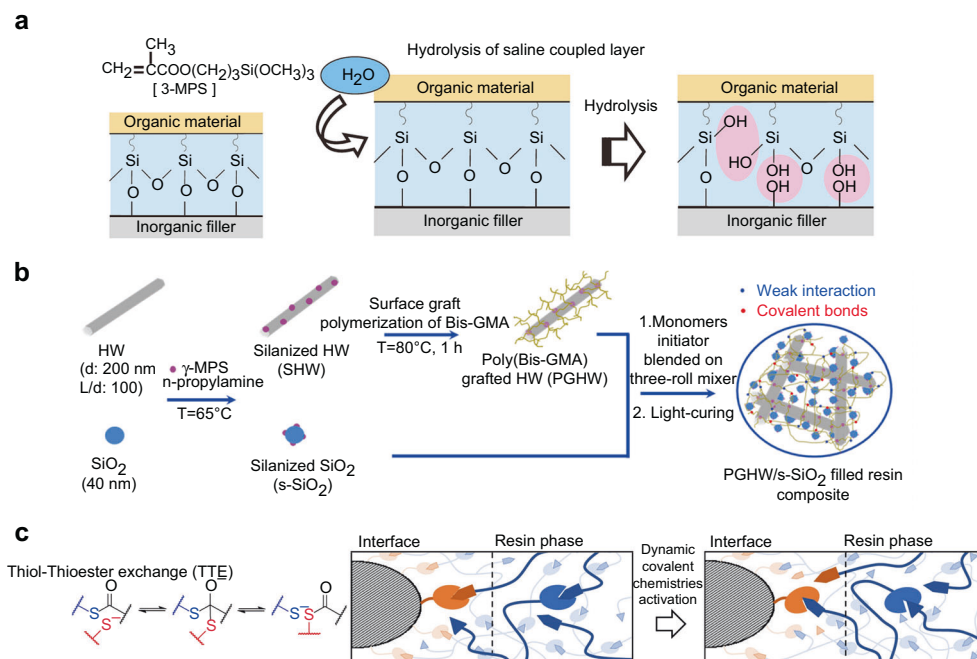 a
CH3
CH2=CCOO(CH2)3Si(OCH3)3
[ 3-MPS ]
H2O
Hydrolysis of saline coupled layer
Organic material
Si Si Si
O O
O O O
Inorganic filler
Organic material
Si Si Si
O O
O O O
Inorganic filler
Hydrolysis
Organic material
Si OH Si Si
HO O
O OH OH
OH OH
Inorganic filler
b
HW
(d: 200 nm
L/d: 100)
SiO2
(40 nm)
γ-MPS
n-propylamine
T=65°C
Silanized HW
(SHW)
Silanized SiO2
(s-SiO2)
Surface graft
polymerization of Bis-GMA
T=80°C, 1 h
Poly(Bis-GMA)
grafted HW (PGHW)
1.Monomers
initiator
blended on
three-roll mixer
2. Light-curing
Weak interaction
Covalent bonds
PGHW/s-SiO2 filled resin
composite
c
Thiol-Thioester exchange (TTE)
O
S
S−
O−
S
S
O
S−
S
Interface
Resin phase
Dynamic
covalent
chemistries
activation
Interface
Resin phase